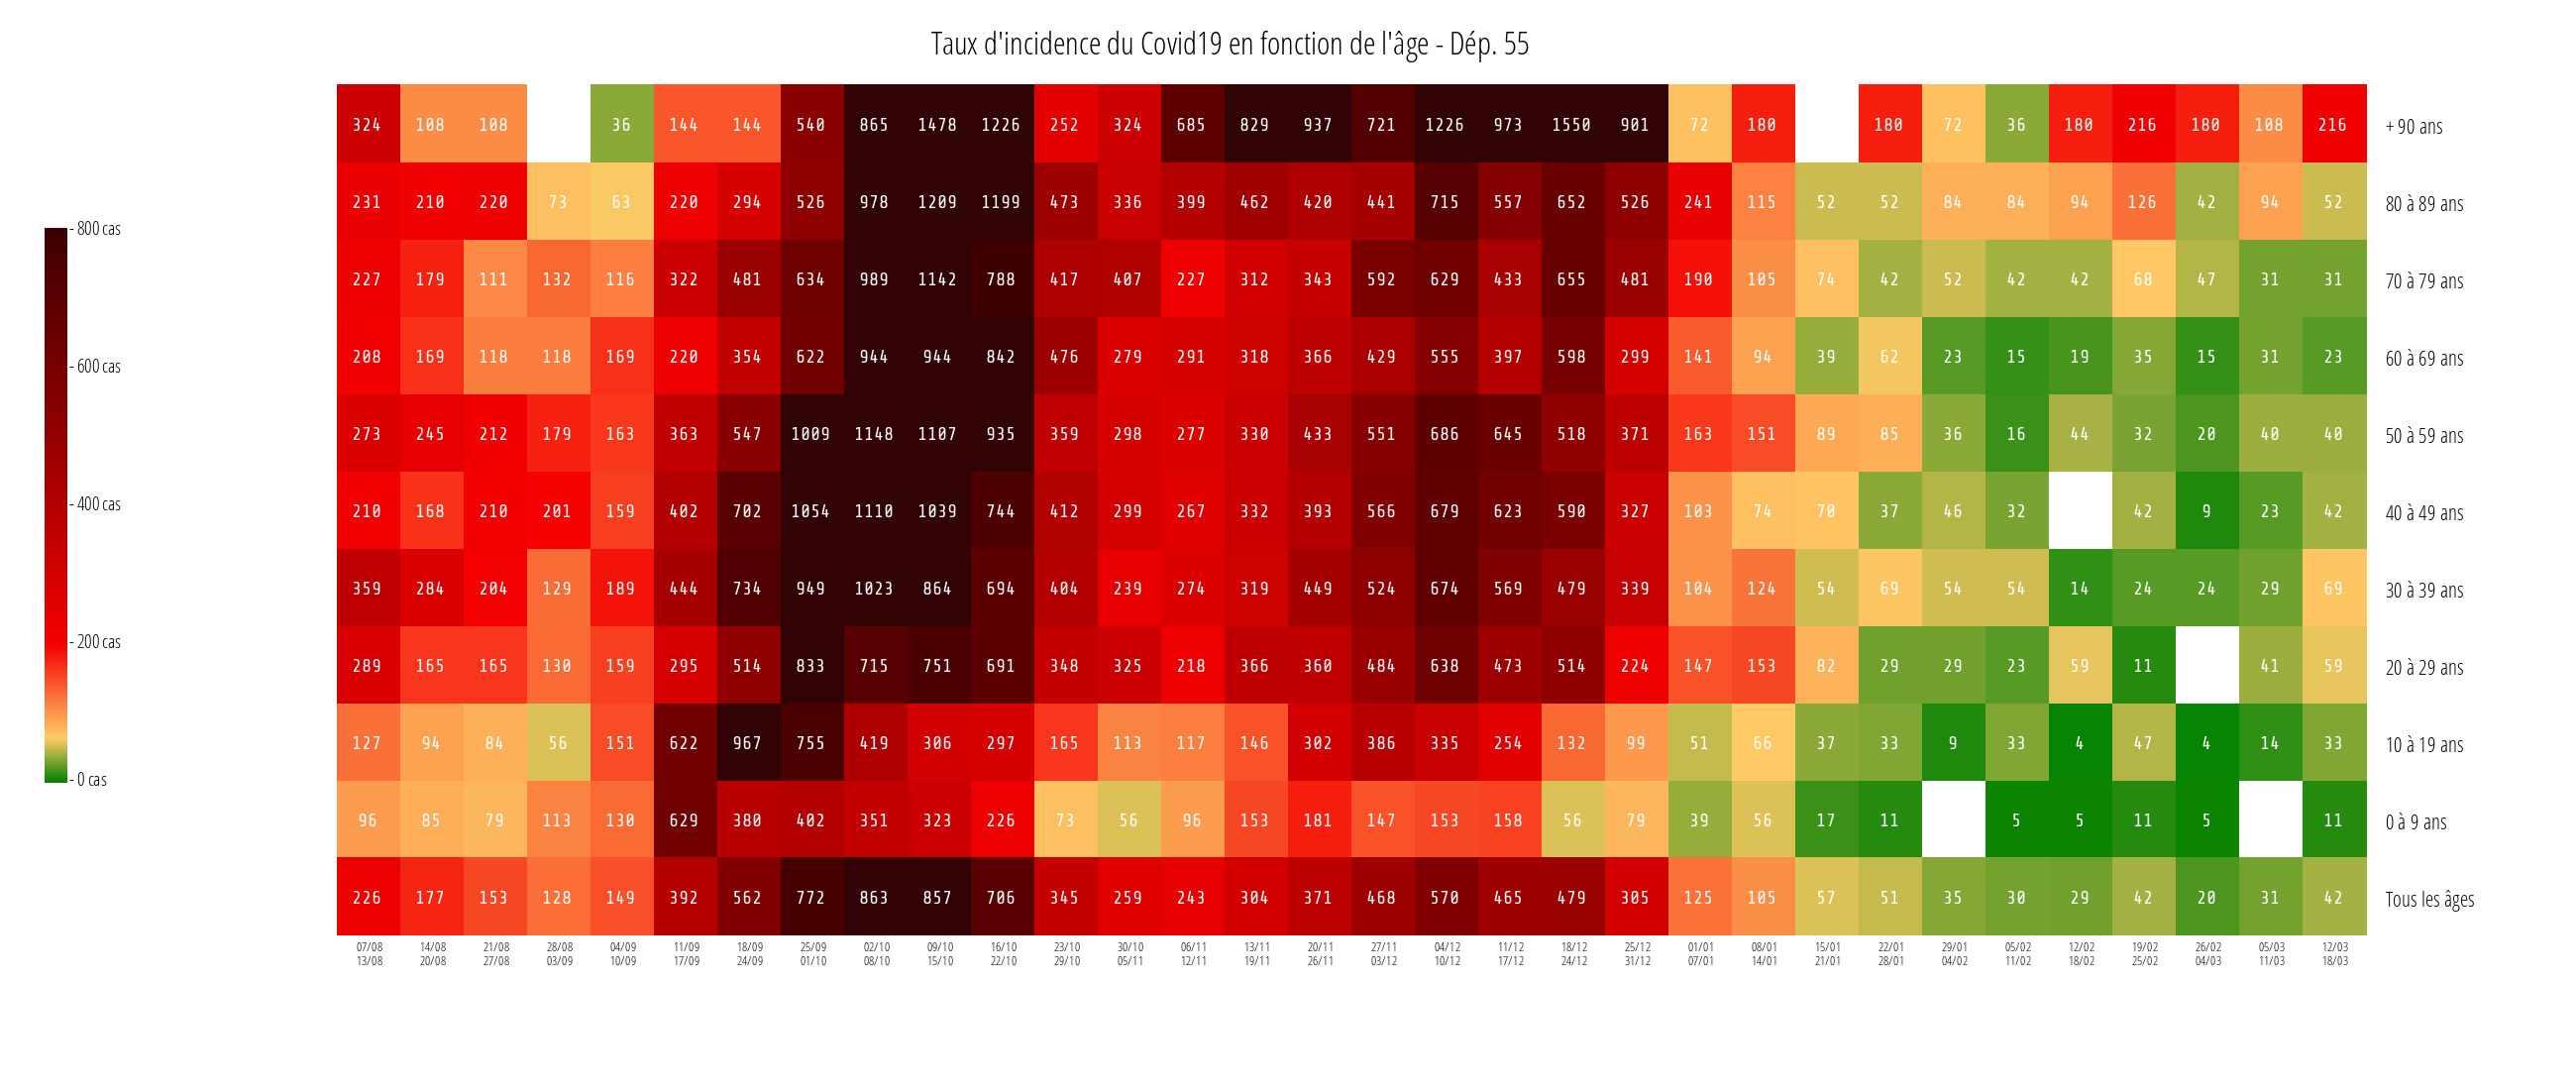 Taux d'incidence du Covid19 en fonction de l'âge - Dép. 55
324 108 108 36 144 144 540 865 1478 1226 252 324 685 829 937 721 1226 973 1550 901 72 180 180 72 36 180 216 180 108 216 + 90 ans
231 210 220 73 63 220 294 526 978 1209 1199 473 336 399 462 420 441 715 557 652 526 241 115 52 52 84 84 94 126 42 94 52 80 à 89 ans
- 800 cas
227 179 111 132 116 322 481 634 989 1142 788 417 407 227 312 343 592 629 433 655 481 190 105 74 42 52 42 42 68 47 31 31 70 à 79 ans
208 169 118 118 169 220 354 622 944 944 842 476 279 291 318 366 429 555 397 598 299 141 94 39 62 23 15 19 35 15 31 23 60 à 69 ans
- 600 cas
273 245 212 179 163 363 547 1009 1148 1107 935 359 298 277 330 433 551 686 645 518 371 163 151 89 85 36 16 44 32 20 40 40 50 à 59 ans
- 400 cas
210 168 210 201 159 402 702 1054 1110 1039 744 412 299 267 332 393 566 679 623 590 327 103 74 70 37 46 32 42 9 23 42 40 à 49 ans
359 284 204 129 189 444 734 949 1023 864 694 404 239 274 319 449 524 674 569 479 339 104 124 54 69 54 54 14 24 24 29 69 30 à 39 ans
- 200 cas
289 165 165 130 159 295 514 833 715 751 691 348 325 218 366 360 484 638 473 514 224 147 153 82 29 29 23 59 11 41 59 20 à 29 ans
127 94 84 56 151 622 967 755 419 306 297 165 113 117 146 302 386 335 254 132 99 51 66 37 33 9 33 4 47 4 14 33 10 à 19 ans
- 0 cas
96 85 79 113 130 629 380 402 351 323 226 73 56 96 153 181 147 153 158 56 79 39 56 17 11 5 5 11 5 11 0 à 9 ans
226 177 153 128 149 392 562 772 863 857 706 345 259 243 304 371 468 570 465 479 305 125 105 57 51 35 30 29 42 20 31 42 Tous les âges
07/08 14/08 21/08 28/08 04/09 11/09 18/09 25/09 02/10 09/10 16/10 23/10 30/10 06/11 13/11 20/11 27/11 04/12 11/12 18/12 25/12 01/01 08/01 15/01 22/01 29/01 05/02 12/02 19/02 26/02 05/03 12/03
13/08 20/08 27/08 03/09 10/09 17/09 24/09 01/10 08/10 15/10 22/10 29/10 05/11 12/11 19/11 26/11 03/12 10/12 17/12 24/12 31/12 07/01 14/01 21/01 28/01 04/02 11/02 18/02 25/02 04/03 11/03 18/03